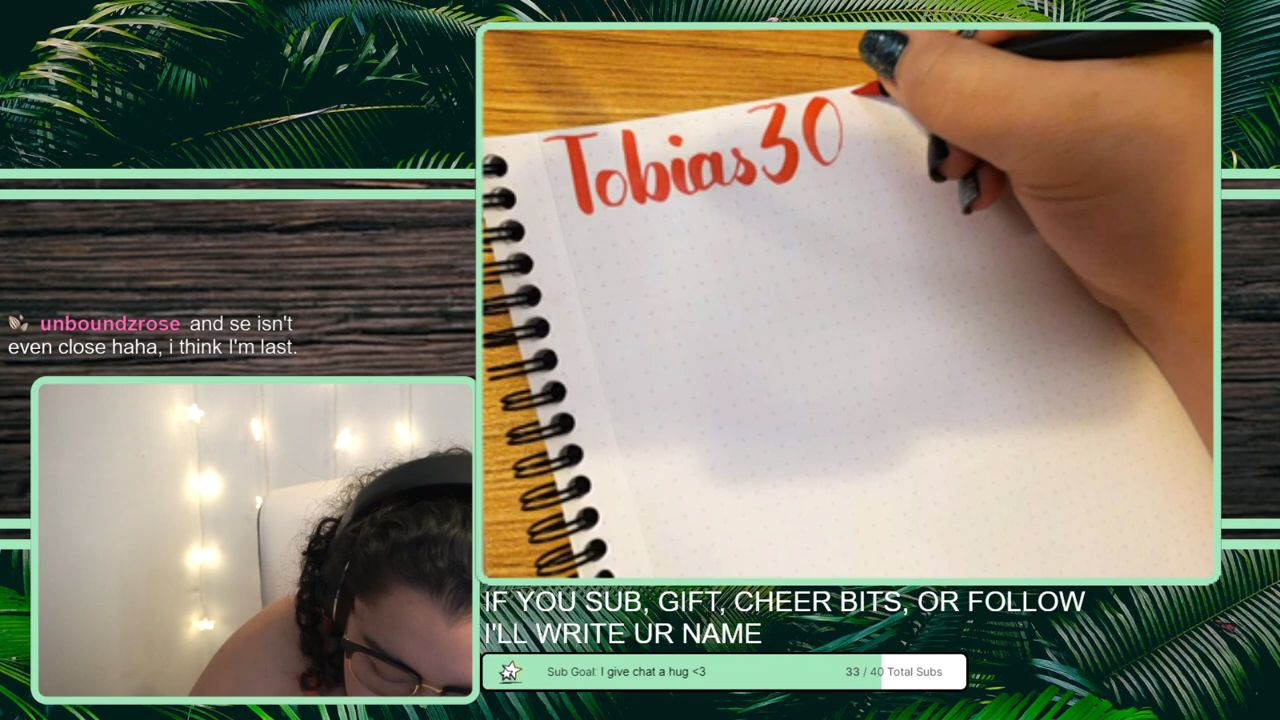 Tobias30
unboundzrose and se isn't
even close haha, i think I'm last.
IF YOU SUB, GIFT, CHEER BITS, OR FOLLOW
I'LL WRITE UR NAME
Sub Goal: I give chat a hug <3 33 / 40 Total Subs